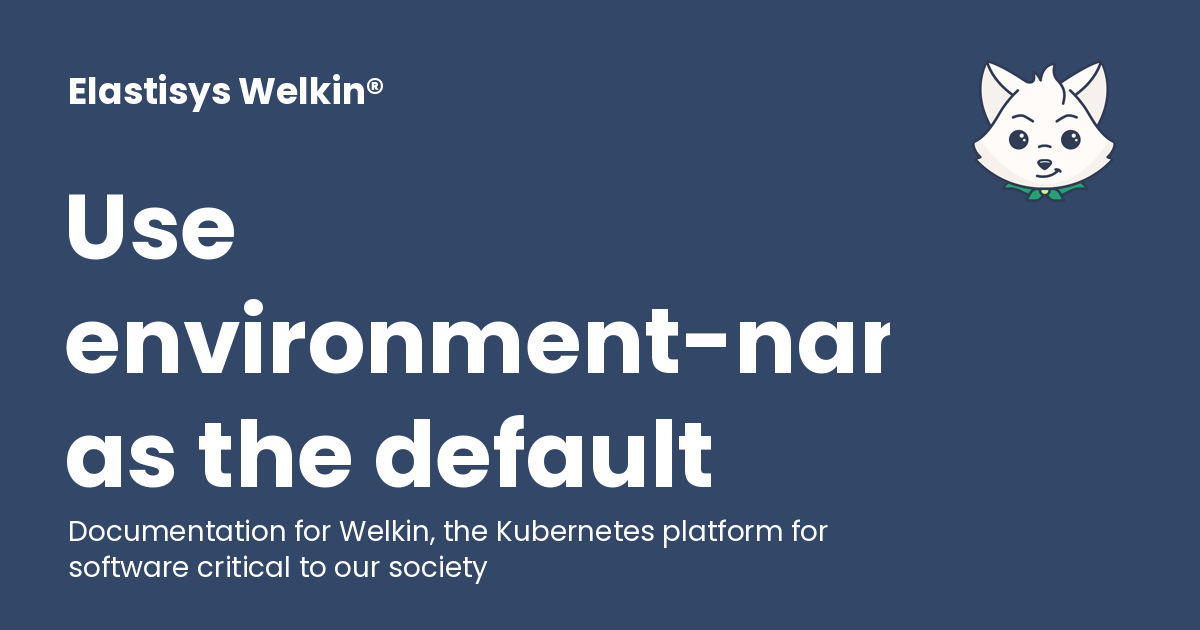 Elastisys Welkin®
Use
environment-nar
as the default
Documentation for Welkin, the Kubernetes platform for
software critical to our society